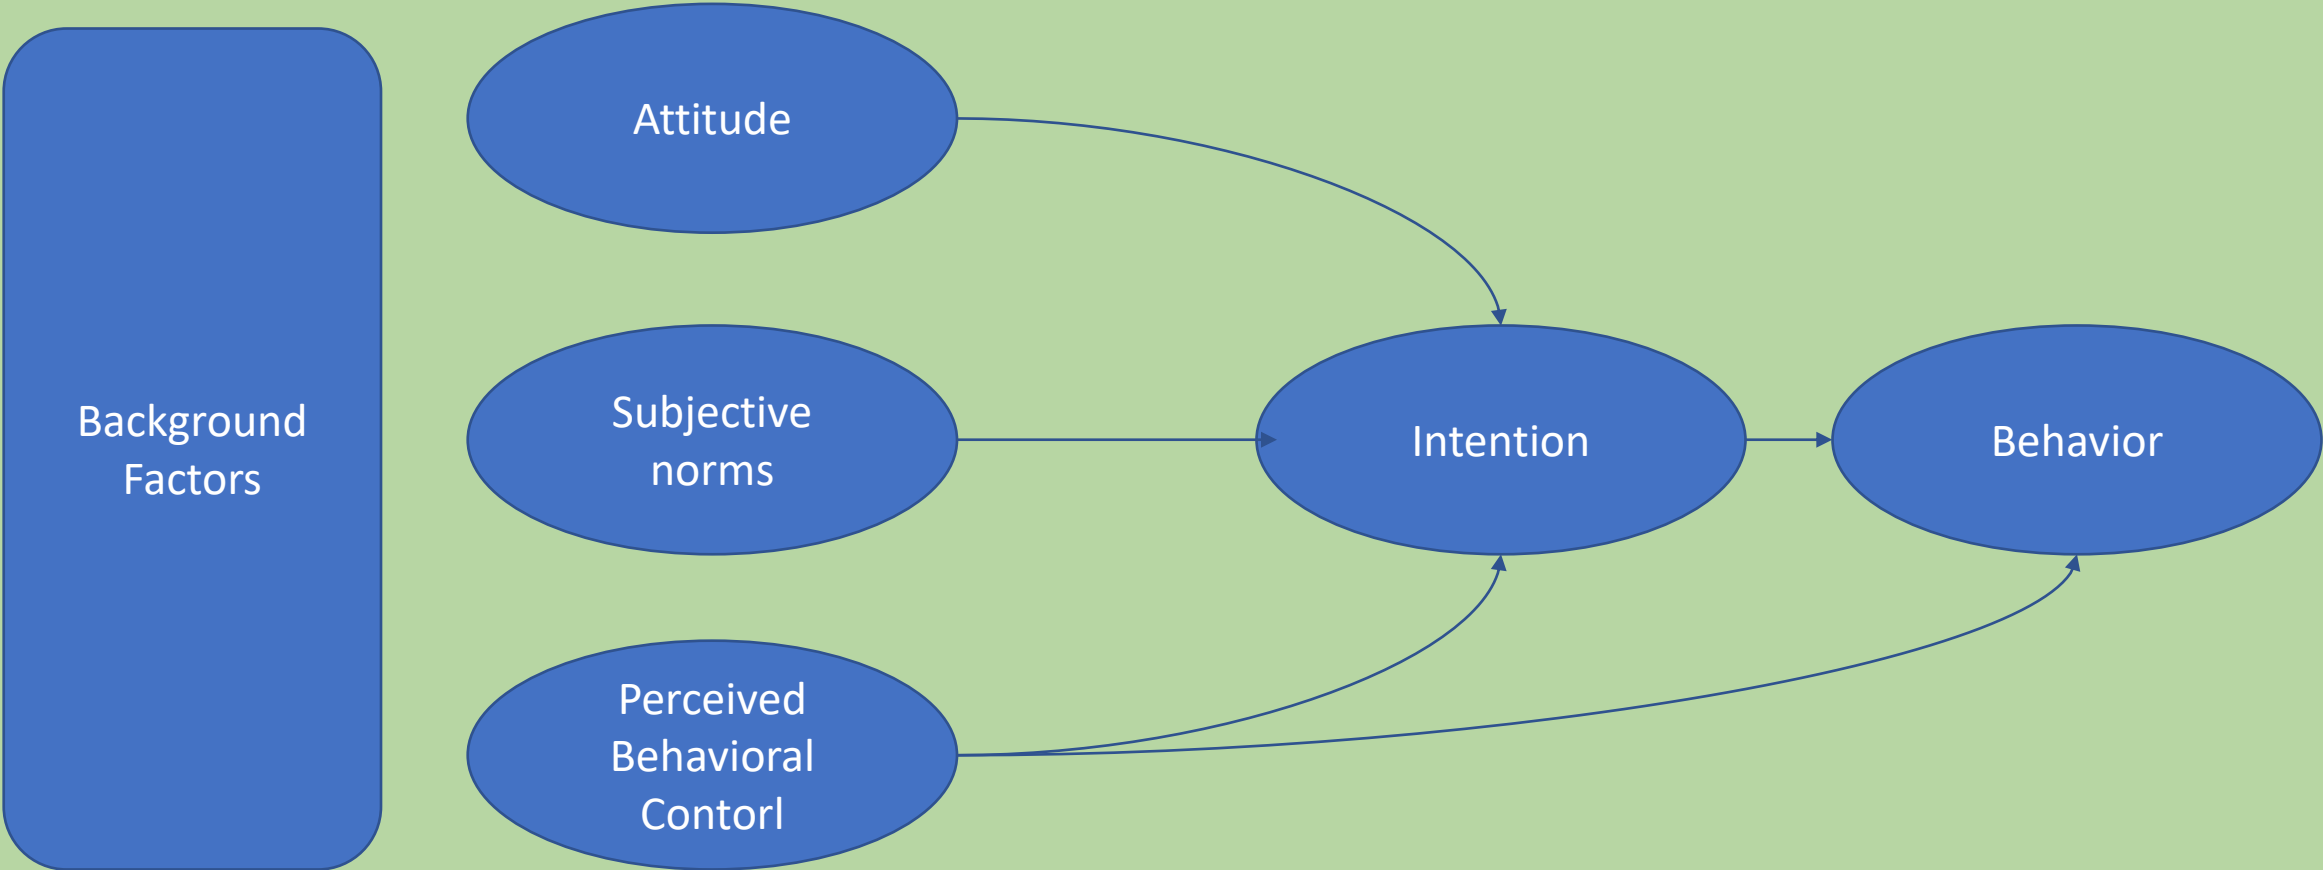 Background
Factors
Attitude
Subjective
norms
Perceived
Behavioral
Contorl
Intention
Behavior